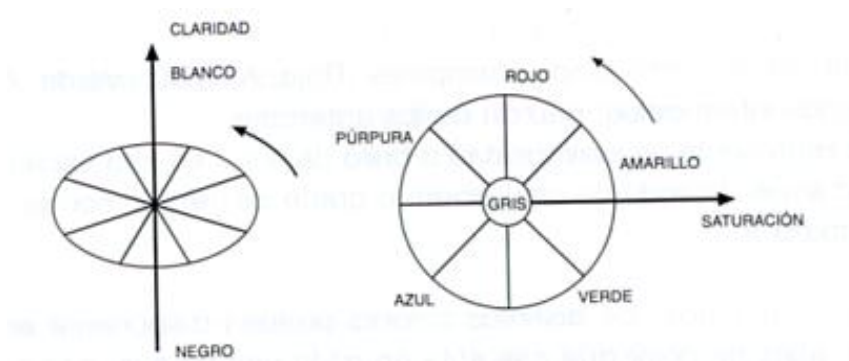 CLARIDAD
BLANCO
NEGRO
ROJO
PÚRPURA
AMARILLO
GRIS
SATURACIÓN
AZUL
VERDE